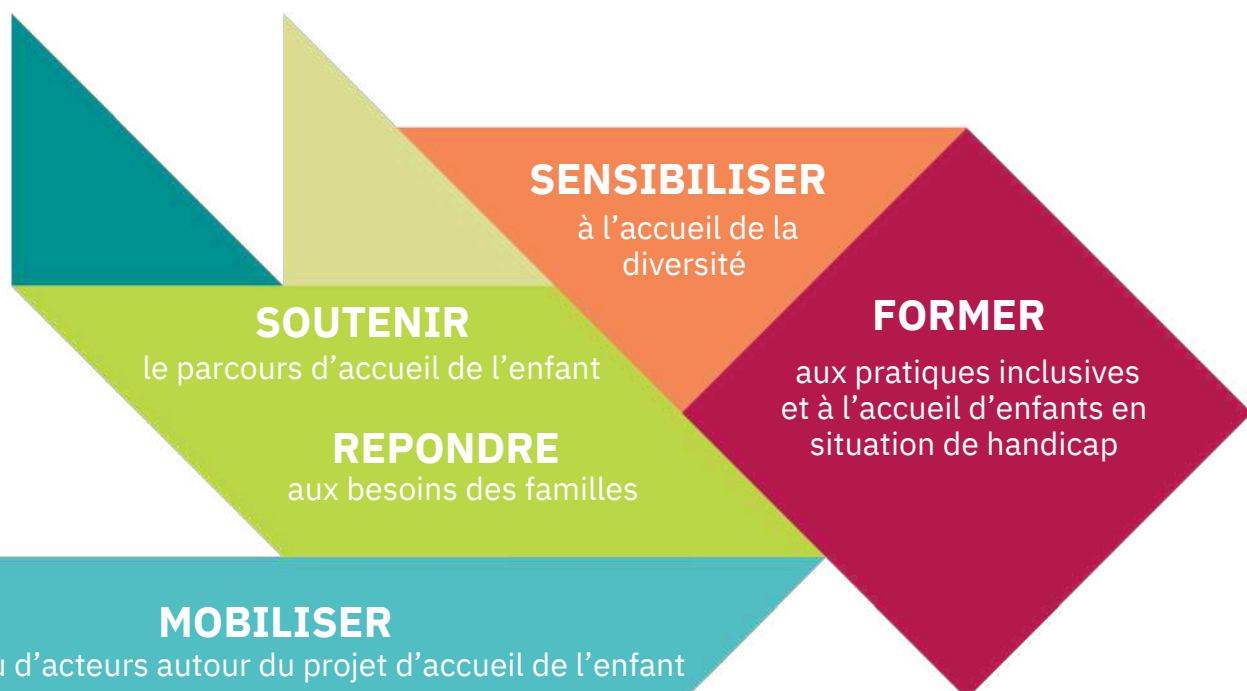 SENSIBILISER
à l’accueil de la
diversité
SOUTENIR
le parcours d’accueil de l’enfant
REPONDRE
aux besoins des familles
FORMER
aux pratiques inclusives
et à l’accueil d’enfants en
situation de handicap
MOBILISER
d’acteurs autour du projet d’accueil de l’enfant